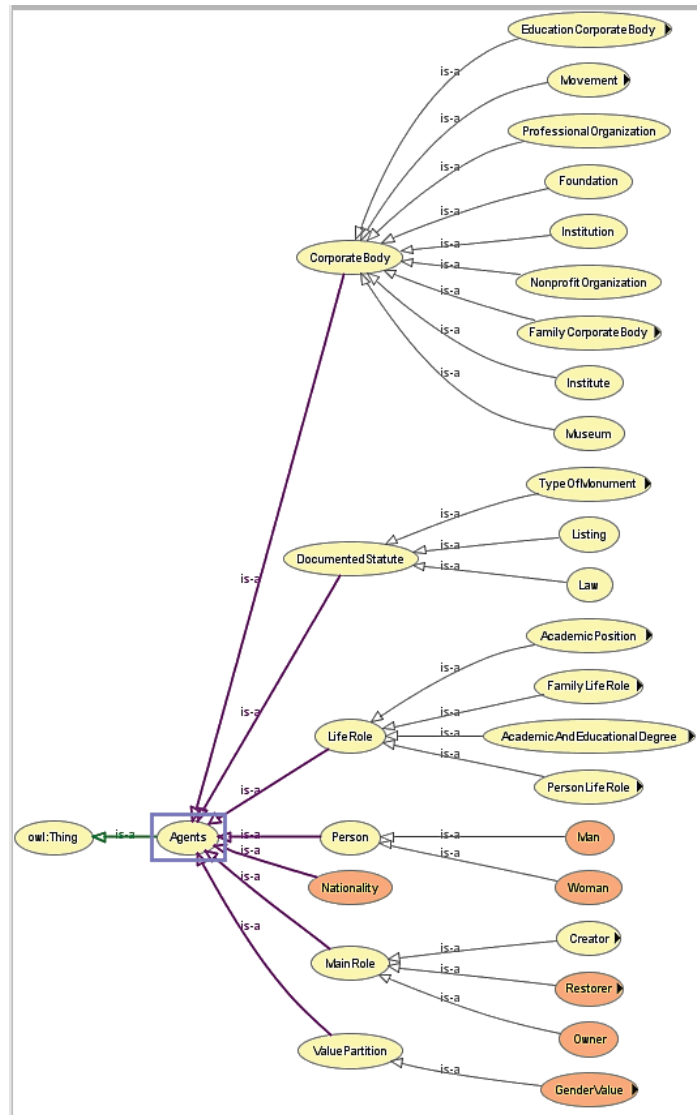 Education Corporate Body
is-a
Movement
is-a
Professional Organization
is-a
Foundation
is-a
Institution
is-a
Corporate Body
is-a
Nonprofit Organization
is-a
Family Corporate Body
is-a
Institute
is-a
Museum
Type Of Monument
is-a
Listing
is-a
Documented Statute
is-a
Law
is-a
Academic Position
is-a
Family Life Role
is-a
is-a
Life Role
is-a
Academic And Educational Degree
is-a
Person Life Role
is-a
owl:Thing
is-a
Agents
is-a
Person
is-a
Man
is-a
Nationality
is-a
Woman
is-a
Creator
is-a
Main Role
is-a
Restorer
is-a
Owner
Value Partition
is-a
Gender Value